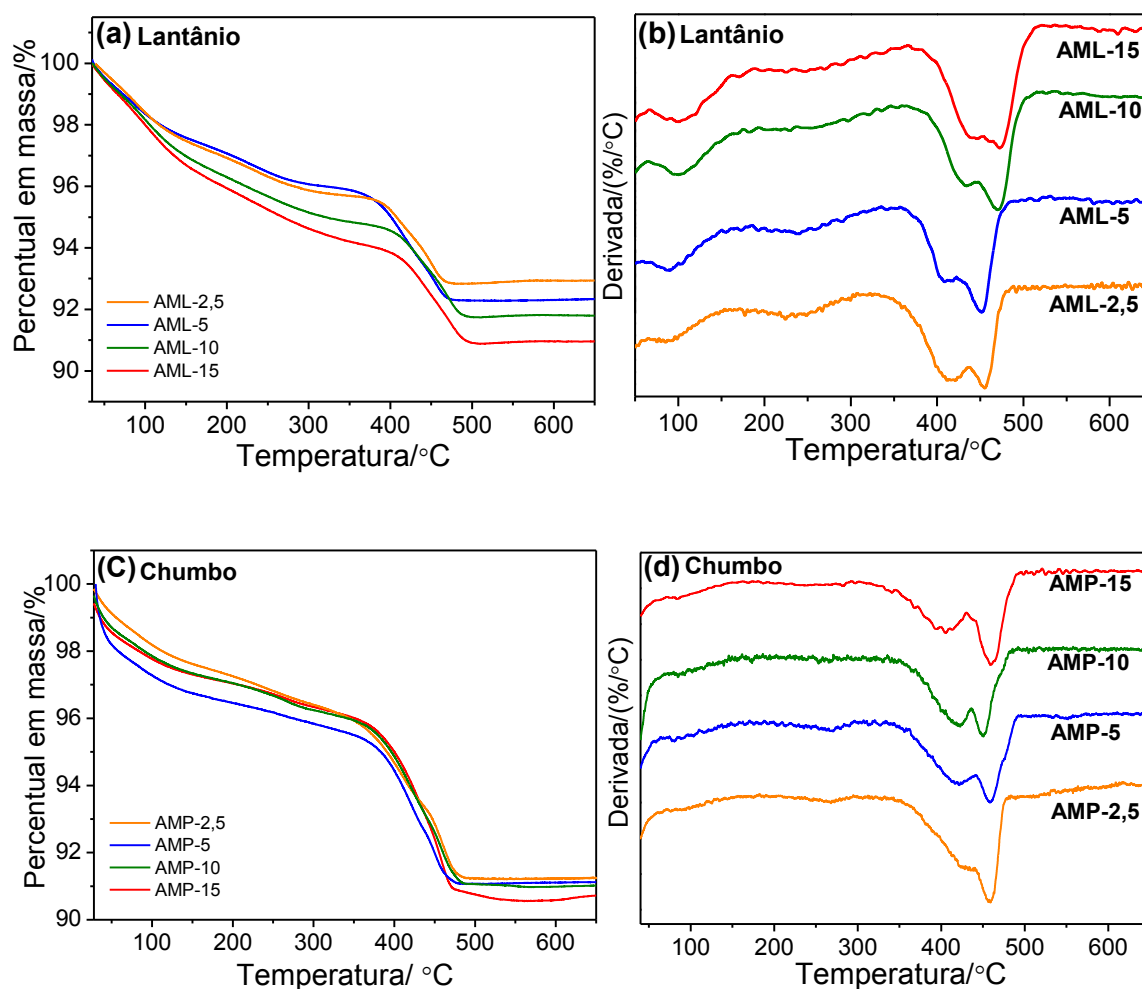 (a) Lantânio
Percentual em massa/%
100
98
96
94
92
90
AML-2,5
AML-5
AML-10
AML-15
100 200 300 400 500 600
Temperatura/°C
(b) Lantânio
Derivada/(%/°C)
AML-15
AML-10
AML-5
AML-2,5
100 200 300 400 500 600
Temperatura/°C
(C) Chumbo
Percentual em massa/%
100
98
96
94
92
90
AMP-2,5
AMP-5
AMP-10
AMP-15
100 200 300 400 500 600
Temperatura/ °C
(d) Chumbo
Derivada/(%/°C)
AMP-15
AMP-10
AMP-5
AMP-2,5
100 200 300 400 500 600
Temperatura/°C